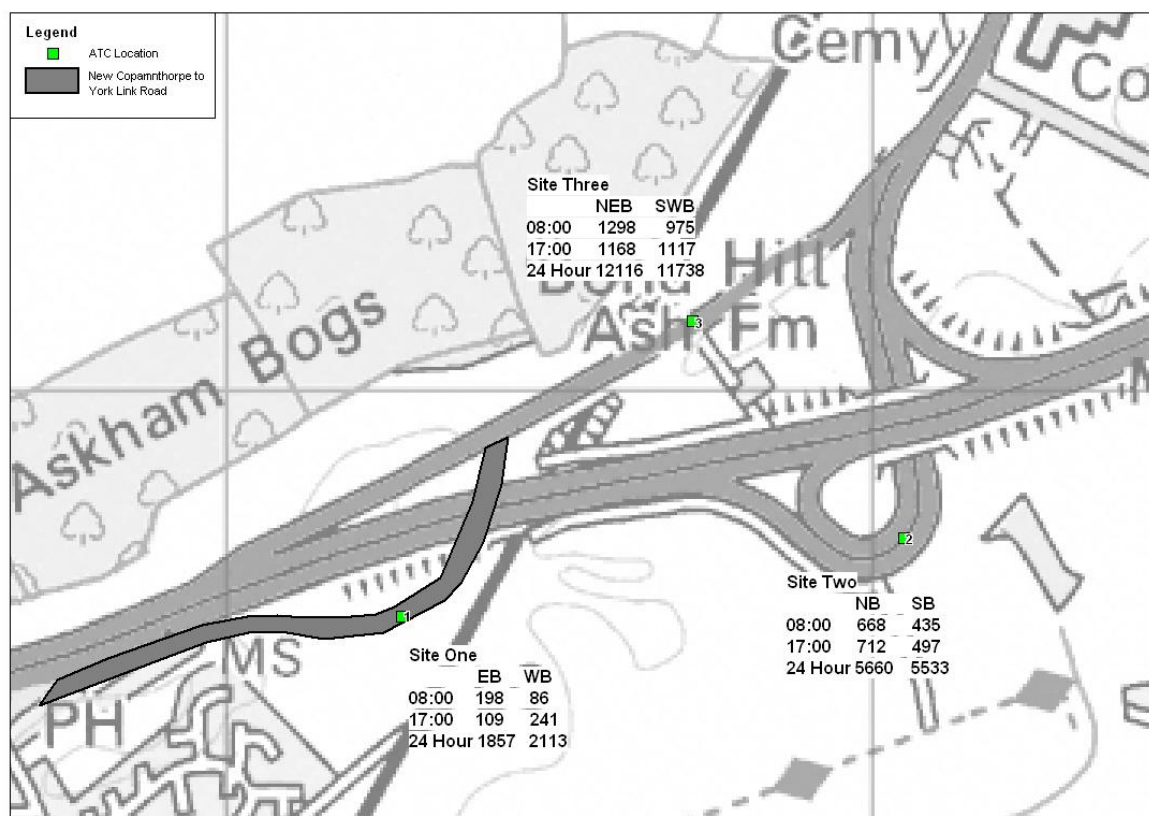 Legend
ATC Location
New Copamnthorpe to
York Link Road
Cemy
Co
Site Three
NEB SWB
08:00 1298 975
17:00 1168 1117
24 Hour 12116 11738
Hill
Ash Fm
3
Askham Bogs
2
1
MS
PH
Site One
EB WB
08:00 198 86
17:00 109 241
24 Hour 1857 2113
Site Two
NB SB
08:00 668 435
17:00 712 497
24 Hour 5660 5533